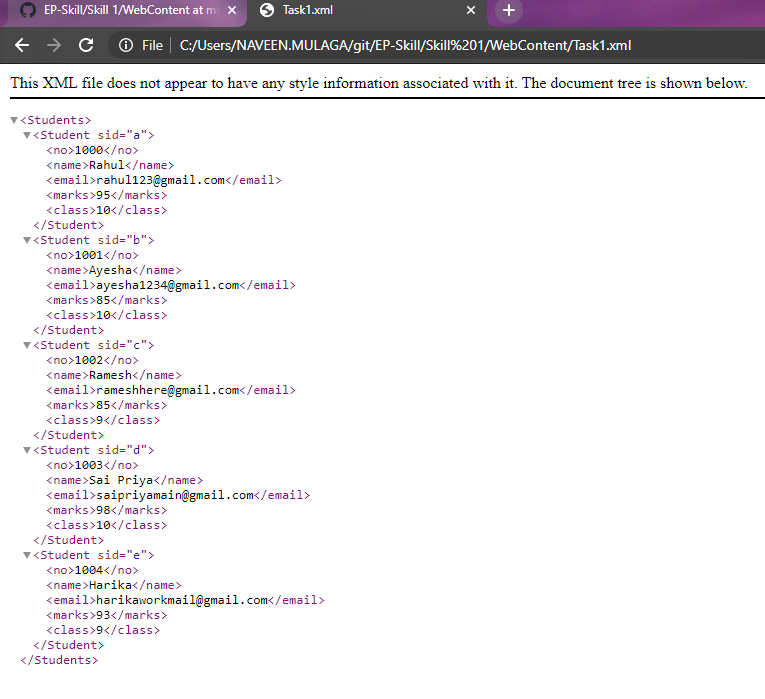 EP-Skill/Skill 1/WebContent at m
Task1.xml
File C:/Users/NAVEEN.MULAGA/git/EP-Skill/Skill%201/WebContent/Task1.xml
This XML file does not appear to have any style information associated with it. The document tree is shown below.
▼<Students>
▼<Student sid="a">
<no>1000</no>
<name>Rahul</name>
<email>rahul123@gmail.com</email>
<marks>95</marks>
<class>10</class>
</Student>
▼<Student sid="b">
<no>1001</no>
<name>Ayesha</name>
<email>ayesha1234@gmail.com</email>
<marks>85</marks>
<class>10</class>
</Student>
▼<Student sid="c">
<no>1002</no>
<name>Ramesh</name>
<email>rameshhere@gmail.com</email>
<marks>85</marks>
<class>9</class>
</Student>
▼<Student sid="d">
<no>1003</no>
<name>Sai Priya</name>
<email>saipriyamain@gmail.com</email>
<marks>98</marks>
<class>10</class>
</Student>
▼<Student sid="e">
<no>1004</no>
<name>Harika</name>
<email>harikaworkmail@gmail.com</email>
<marks>93</marks>
<class>9</class>
</Student>
</Students>